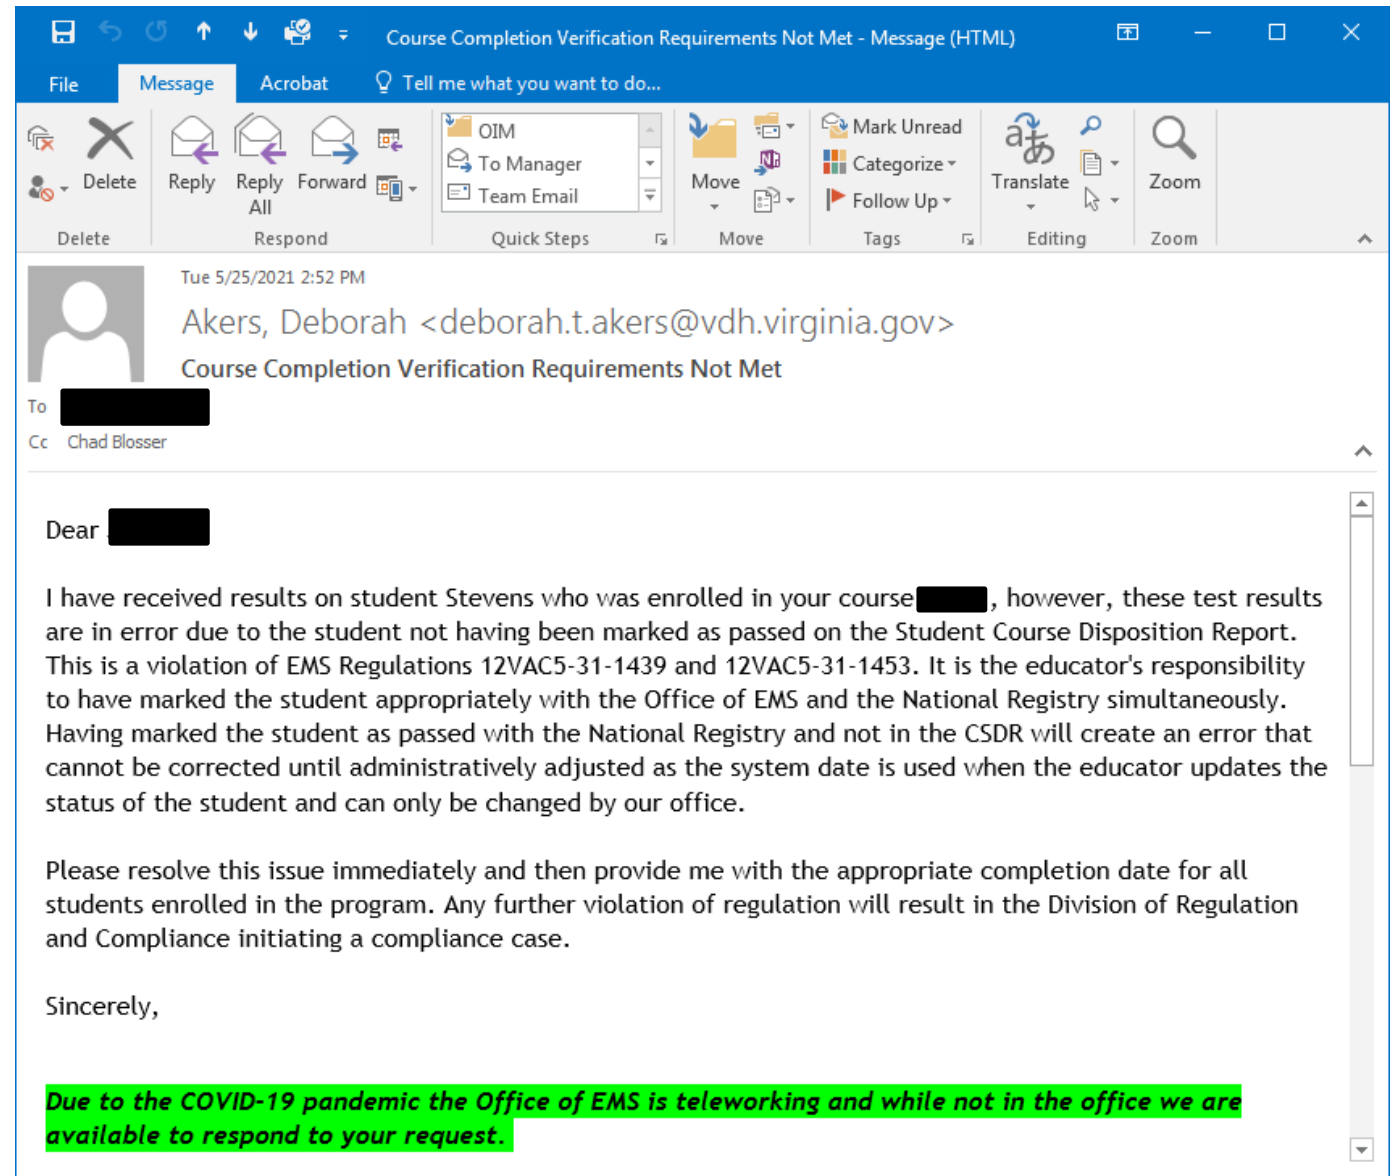 Course Completion Verification Requirements Not Met - Message (HTML)
File Message Acrobat Tell me what you want to do...
Delete
Reply
Reply All
Forward
OIM
To Manager
Team Email
Move
Mark Unread
Categorize
Follow Up
Translate
Zoom
Delete Respond Quick Steps Move Tags Editing Zoom
Tue 5/25/2021 2:52 PM
Akers, Deborah <deborah.t.akers@vdh.virginia.gov>
Course Completion Verification Requirements Not Met
To
Cc Chad Blosser
Dear
I have received results on student Stevens who was enrolled in your course , however, these test results
are in error due to the student not having been marked as passed on the Student Course Disposition Report.
This is a violation of EMS Regulations 12VAC5-31-1439 and 12VAC5-31-1453. It is the educator's responsibility
to have marked the student appropriately with the Office of EMS and the National Registry simultaneously.
Having marked the student as passed with the National Registry and not in the CSDR will create an error that
cannot be corrected until administratively adjusted as the system date is used when the educator updates the
status of the student and can only be changed by our office.
Please resolve this issue immediately and then provide me with the appropriate completion date for all
students enrolled in the program. Any further violation of regulation will result in the Division of Regulation
and Compliance initiating a compliance case.
Sincerely,
Due to the COVID-19 pandemic the Office of EMS is teleworking and while not in the office we are
available to respond to your request.